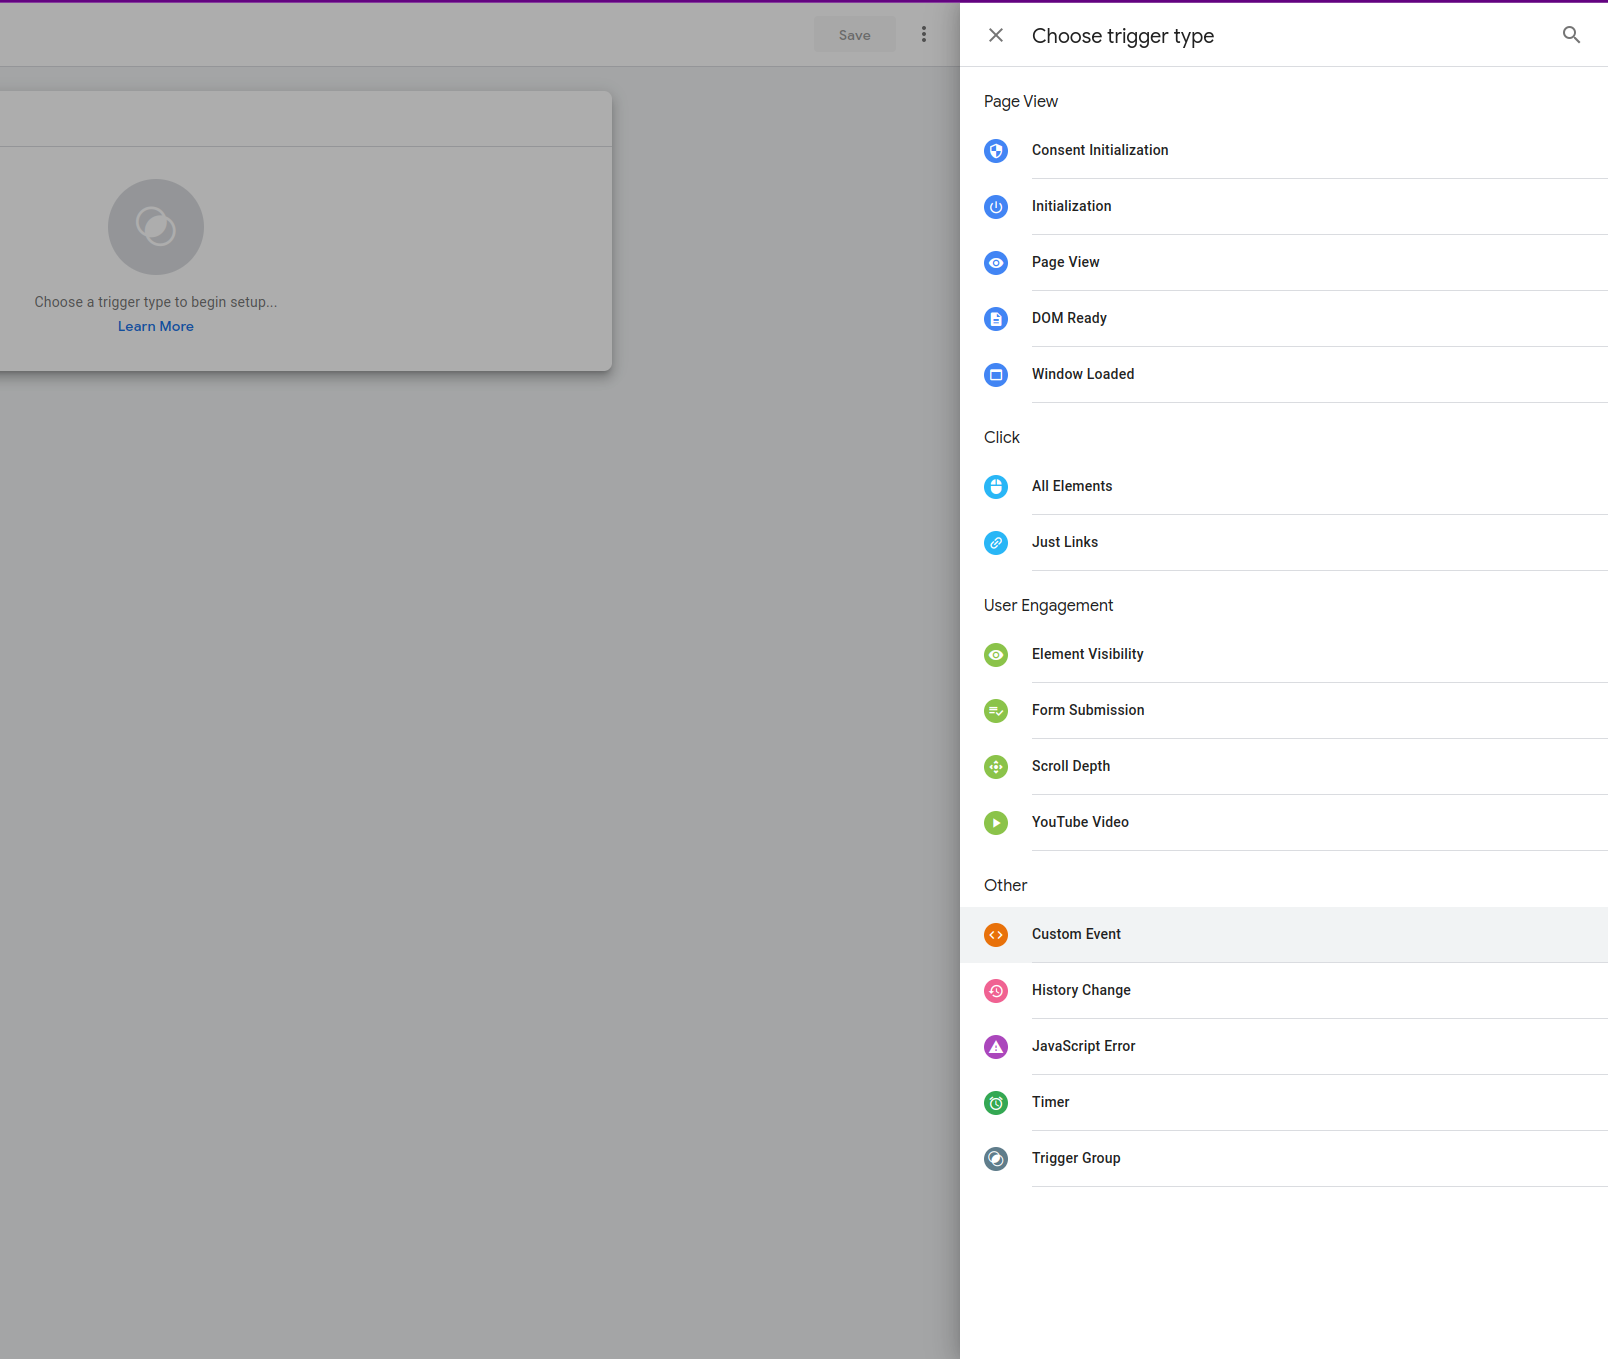 Save
Choose a trigger type to begin setup...
Learn More
Choose trigger type
Page View
Consent Initialization
Initialization
Page View
DOM Ready
Window Loaded
Click
All Elements
Just Links
User Engagement
Element Visibility
Form Submission
Scroll Depth
YouTube Video
Other
Custom Event
History Change
JavaScript Error
Timer
Trigger Group